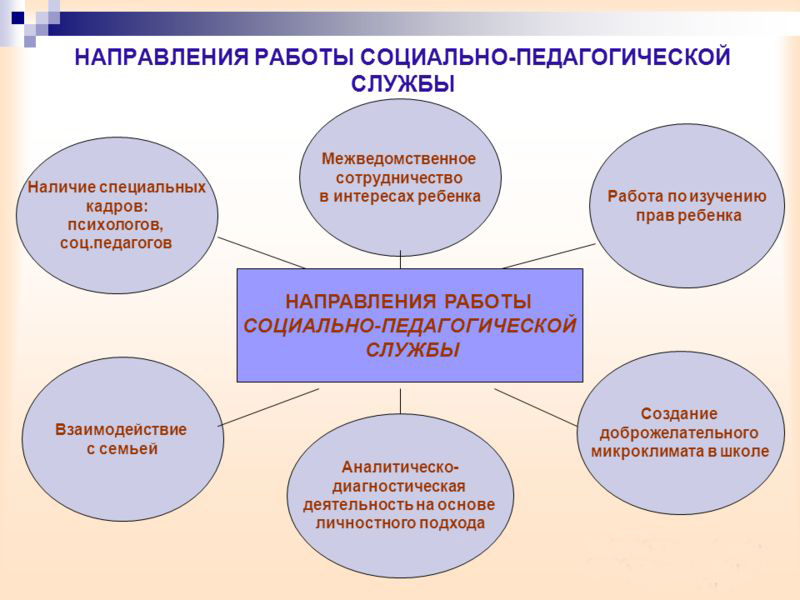 НАПРАВЛЕНИЯ РАБОТЫ СОЦИАЛЬНО-ПЕДАГОГИЧЕСКОЙ
СЛУЖБЫ
Наличие специальных
кадров:
психологов,
соц.педагогов
Межведомственное
сотрудничество
в интересах ребенка
Работа по изучению
прав ребенка
НАПРАВЛЕНИЯ РАБОТЫ
СОЦИАЛЬНО-ПЕДАГОГИЧЕСКОЙ
СЛУЖБЫ
Взаимодействие
с семьей
Аналитическо-
диагностическая
деятельность на основе
личностного подхода
Создание
доброжелательного
микроклимата в школе